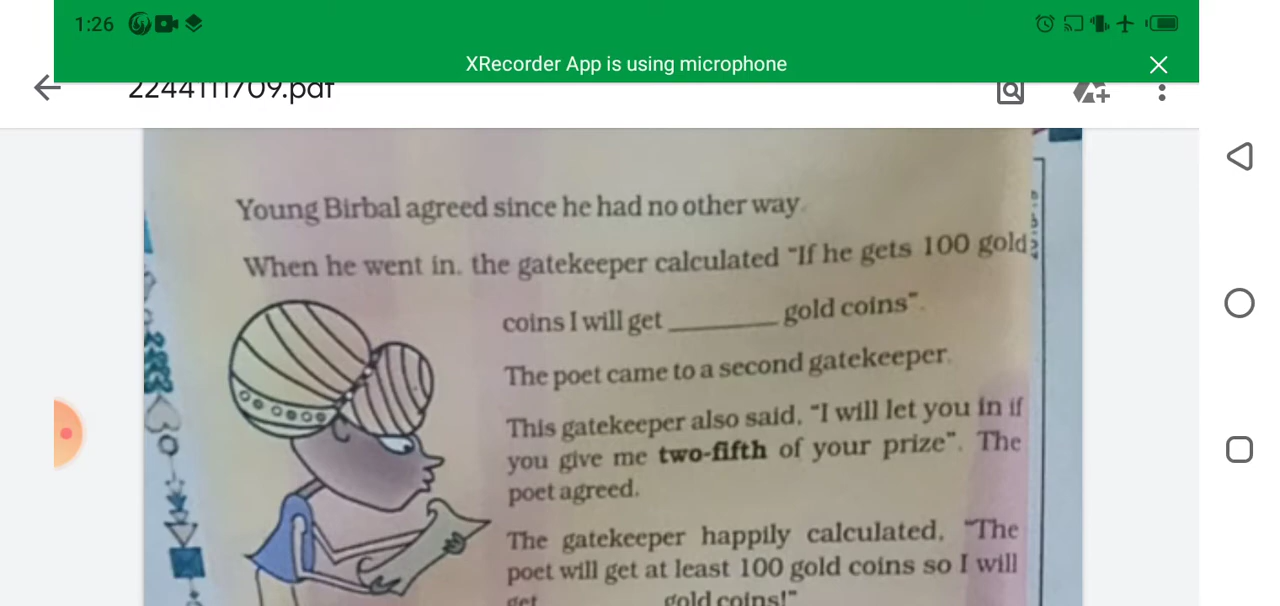 1:26
XRecorder App is using microphone
2244111709.pdf
Young Birbal agreed since he had no other way.
When he went in, the gatekeeper calculated "If he gets 100 gold
coins I will get ________ gold coins".
The poet came to a second gatekeeper.
This gatekeeper also said, "I will let you in if
you give me two-fifth of your prize". The
poet agreed.
The gatekeeper happily calculated, "The
poet will get at least 100 gold coins so I will
get gold coins!"